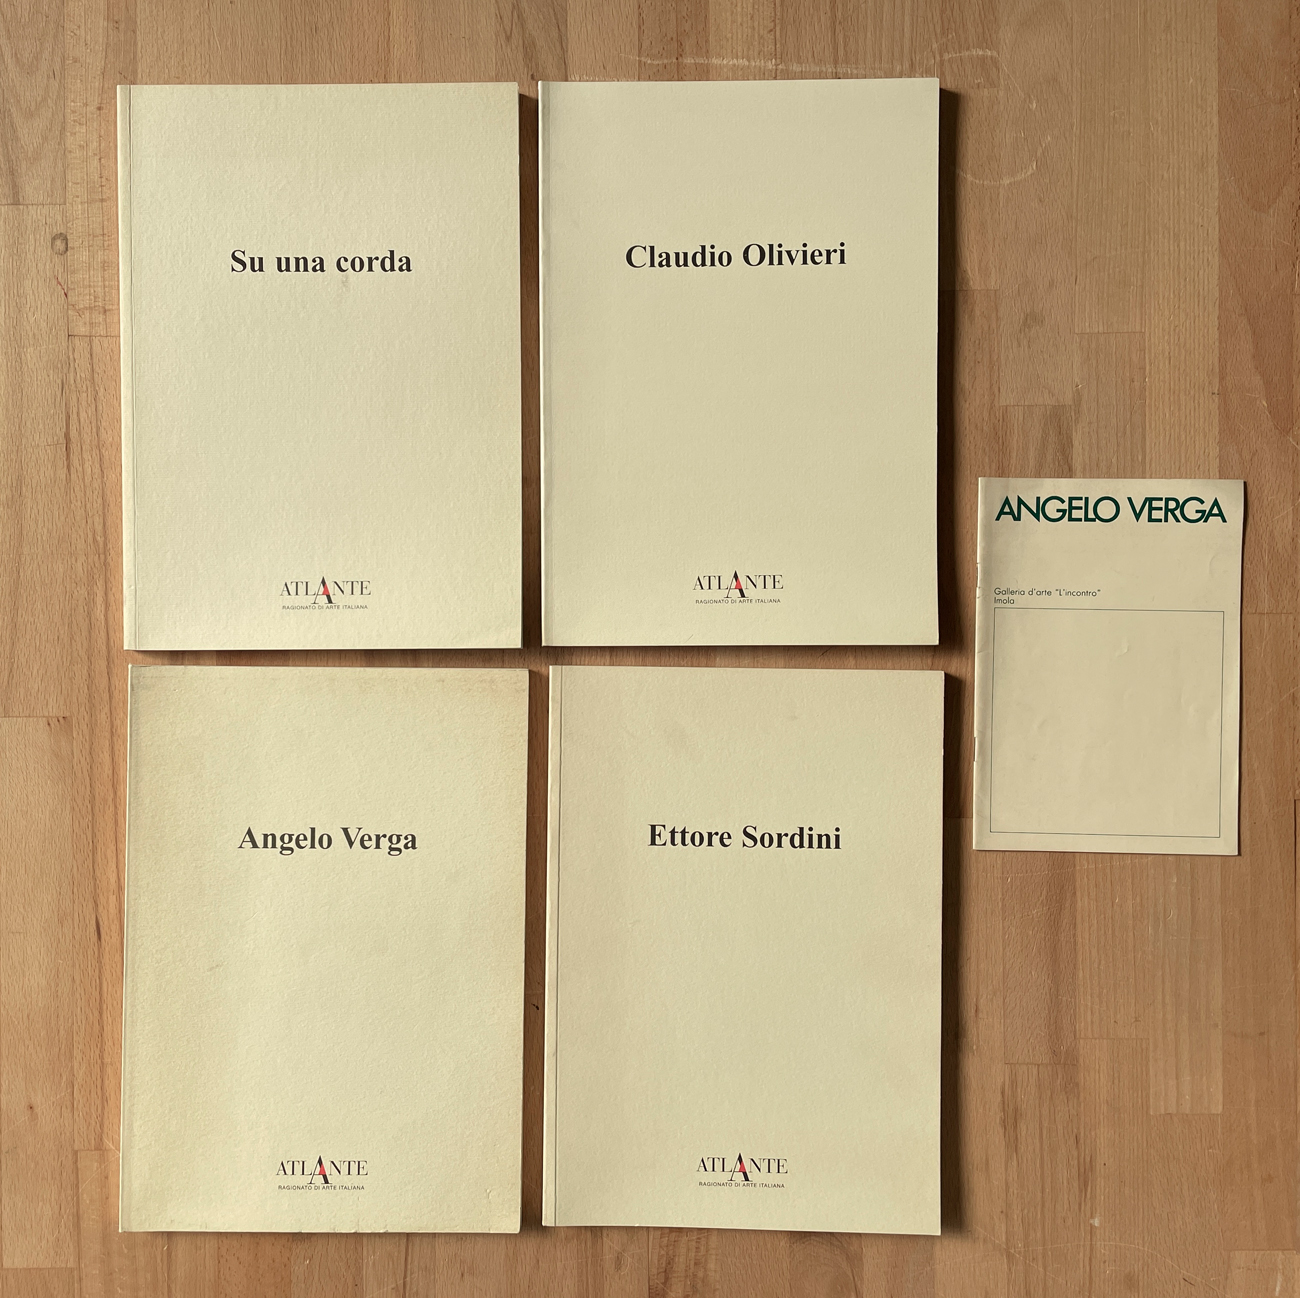 Su una corda
ATLANTE
RAGIONATO DI ARTE ITALIANA
Claudio Olivieri
ATLANTE
RAGIONATO DI ARTE ITALIANA
ANGELO VERGA
Galleria d'arte "L'incontro"
Imola
Angelo Verga
ATLANTE
RAGIONATO DI ARTE ITALIANA
Ettore Sordini
ATLANTE
RAGIONATO DI ARTE ITALIANA